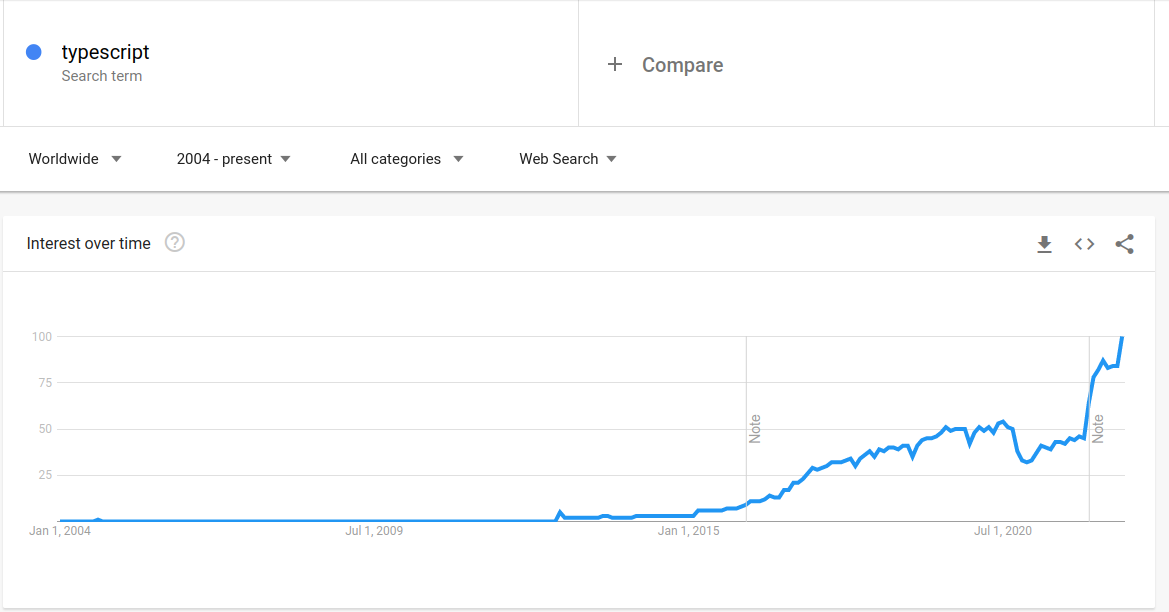 typescript
Search term
+ Compare
Worldwide
2004 - present
All categories
Web Search
Interest over time
?
100
75
50
25
Note
Note
Jan 1, 2004
Jul 1, 2009
Jan 1, 2015
Jul 1, 2020